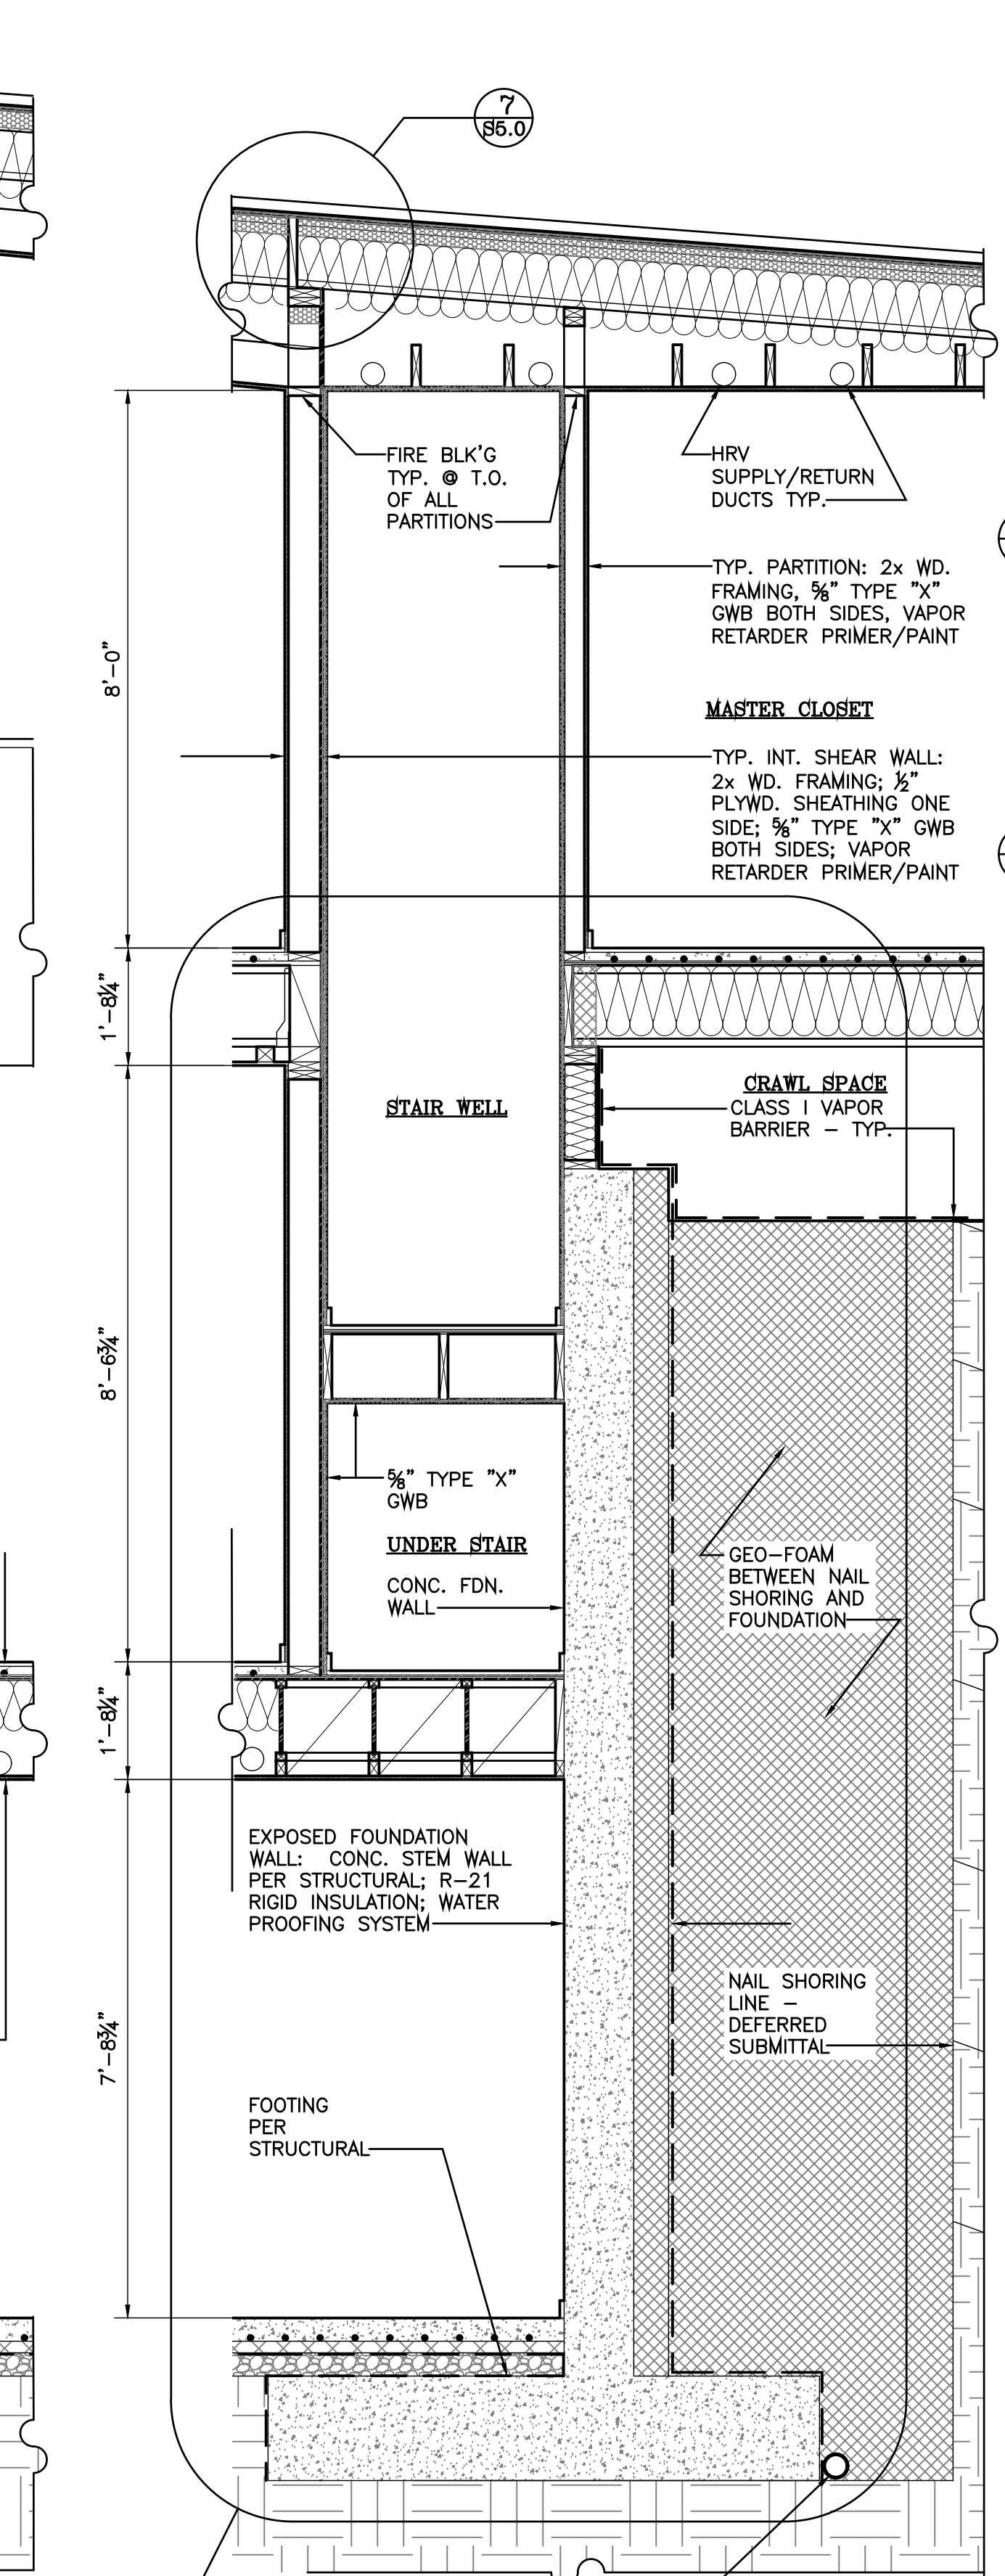 7
S5.0
FIRE BLK'G
TYP. @ T.O.
OF ALL
PARTITIONS
HRV
SUPPLY/RETURN
DUCTS TYP.
TYP. PARTITION: 2x WD.
FRAMING, ⅝" TYPE "X"
GWB BOTH SIDES, VAPOR
RETARDER PRIMER/PAINT
8'-0"
MASTER CLOSET
TYP. INT. SHEAR WALL:
2x WD. FRAMING; ½"
PLYWD. SHEATHING ONE
SIDE; ⅝" TYPE "X" GWB
BOTH SIDES; VAPOR
RETARDER PRIMER/PAINT
1'-8¼"
STAIR WELL
CRAWL SPACE
CLASS I VAPOR
BARRIER - TYP.
8'-6¾"
⅝" TYPE "X"
GWB
UNDER STAIR
CONC. FDN.
WALL
GEO-FOAM
BETWEEN NAIL
SHORING AND
FOUNDATION
1'-8¼"
EXPOSED FOUNDATION
WALL: CONC. STEM WALL
PER STRUCTURAL; R-21
RIGID INSULATION; WATER
PROOFING SYSTEM
NAIL SHORING
LINE -
DEFERRED
SUBMITTAL
7'-8¾"
FOOTING
PER
STRUCTURAL